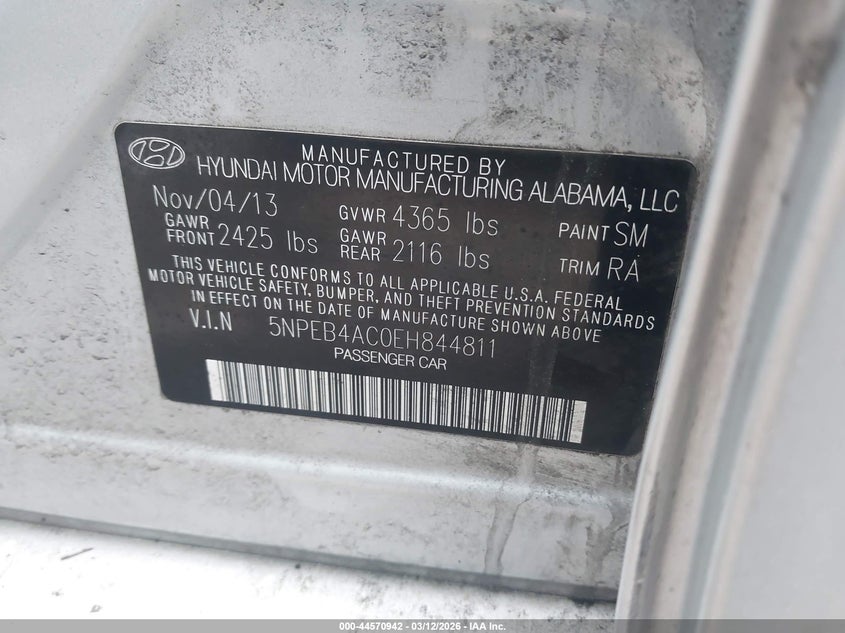 MANUFACTURED BY
HYUNDAI MOTOR MANUFACTURING ALABAMA, LLC
Nov/04/13 GVWR 4365 lbs PAINT SM
GAWR FRONT 2425 lbs GAWR REAR 2116 lbs TRIM RA
THIS VEHICLE CONFORMS TO ALL APPLICABLE U.S.A. FEDERAL
MOTOR VEHICLE SAFETY, BUMPER, AND THEFT PREVENTION STANDARDS
IN EFFECT ON THE DATE OF MANUFACTURE SHOWN ABOVE
V.I.N 5NPEB4AC0EH844811
PASSENGER CAR
000-44570942 - 03/12/2026 - IAA Inc.